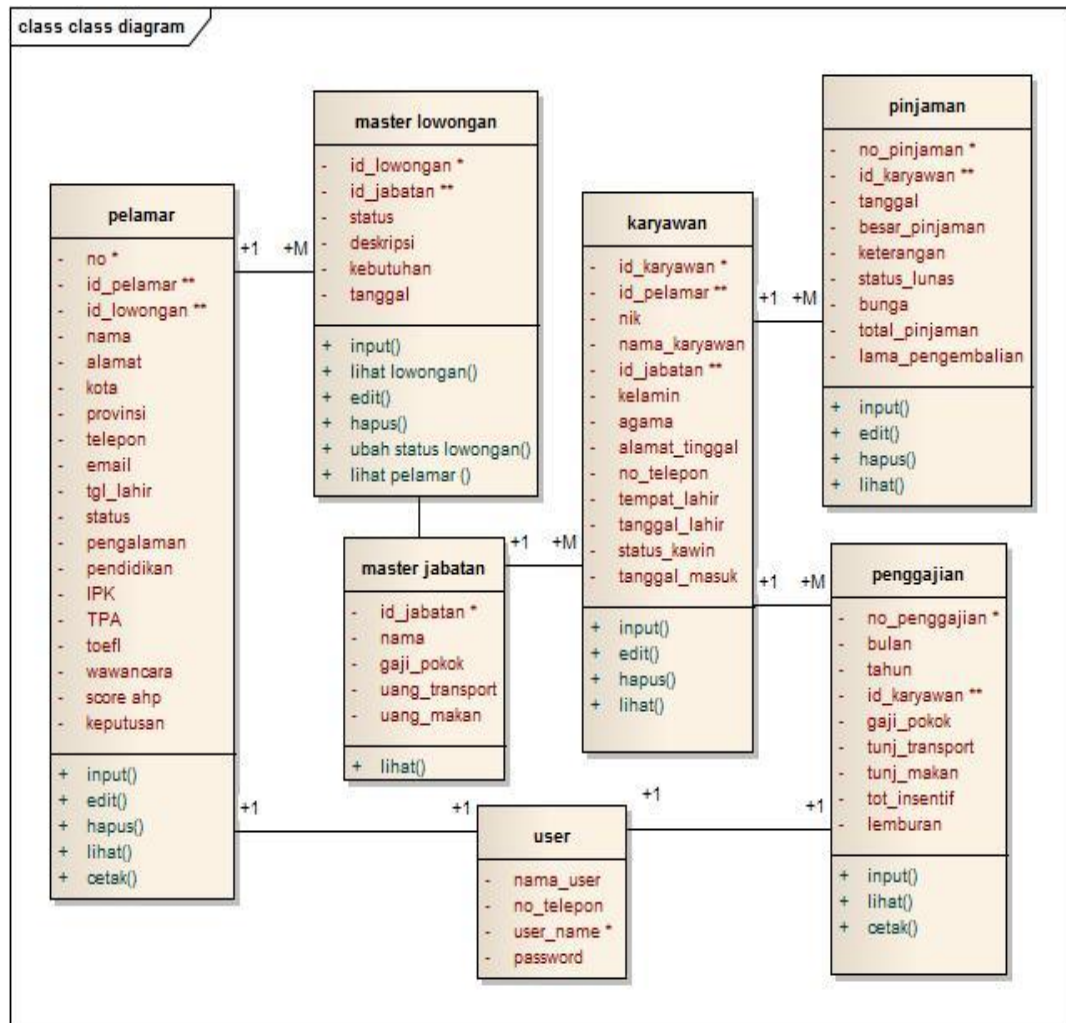 class class diagram
pelamar
- no *
- id_pelamar **
- id_lowongan **
- nama
- alamat
- kota
- provinsi
- telepon
- email
- tgl_lahir
- status
- pengalaman
- pendidikan
- IPK
- TPA
- toefl
- wawancara
- score ahp
- keputusan
+ input()
+ edit()
+ hapus()
+ lihat()
+ cetak()
+1 +M
master lowongan
- id_lowongan *
- id_jabatan **
- status
- deskripsi
- kebutuhan
- tanggal
+ input()
+ lihat lowongan()
+ edit()
+ hapus()
+ ubah status lowongan()
+ lihat pelamar ()
master jabatan
- id_jabatan *
- nama
- gaji_pokok
- uang_transport
- uang_makan
+ lihat()
+1 +M
karyawan
- id_karyawan *
- id_pelamar **
- nik
- nama_karyawan
- id_jabatan **
- kelamin
- agama
- alamat_tinggal
- no_telepon
- tempat_lahir
- tanggal_lahir
- status_kawin
- tanggal_masuk
+ input()
+ edit()
+ hapus()
+ lihat()
+1 +M
pinjaman
- no_pinjaman *
- id_karyawan **
- tanggal
- besar_pinjaman
- keterangan
- status_lunas
- bunga
- total_pinjaman
- lama_pengembalian
+ input()
+ edit()
+ hapus()
+ lihat()
+1 +M
penggajian
- no_penggajian *
- bulan
- tahun
- id_karyawan **
- gaji_pokok
- tunj_transport
- tunj_makan
- tot_insentif
- lemburan
+ input()
+ lihat()
+ cetak()
+1 +1
user
- nama_user
- no_telepon
- user_name *
- password
+1 +1